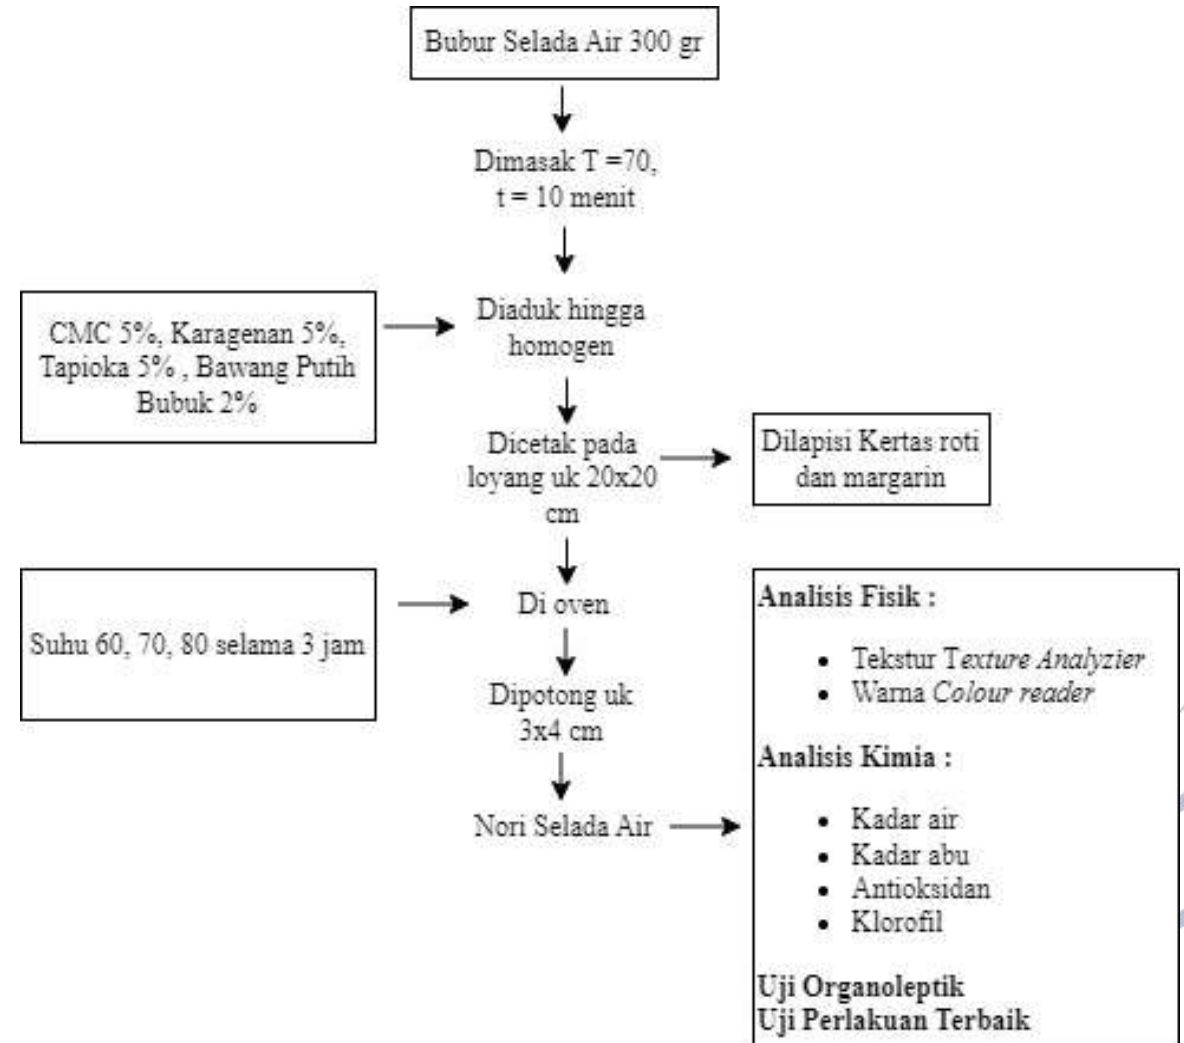 Bubur Selada Air 300 gr
Dimasak T =70,
t = 10 menit
CMC 5%, Karagenan 5%,
Tapioka 5% , Bawang Putih
Bubuk 2%
Diaduk hingga
homogen
Dicetak pada
loyang uk 20x20
cm
Dilapisi Kertas roti
dan margarin
Suhu 60, 70, 80 selama 3 jam
Di oven
Dipotong uk
3x4 cm
Nori Selada Air
Analisis Fisik :
• Tekstur Texture Analyzier
• Warna Colour reader
Analisis Kimia :
• Kadar air
• Kadar abu
• Antioksidan
• Klorofil
Uji Organoleptik
Uji Perlakuan Terbaik